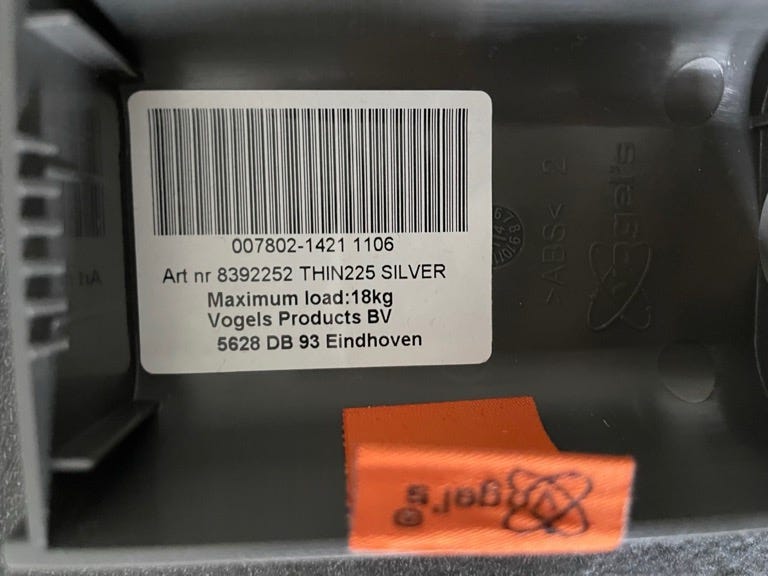 007802-1421 1106
Art nr 8392252 THIN225 SILVER
Maximum load:18kg
Vogels Products BV
5628 DB 93 Eindhoven
>ABS< 2
Vogel's
Vogel's®